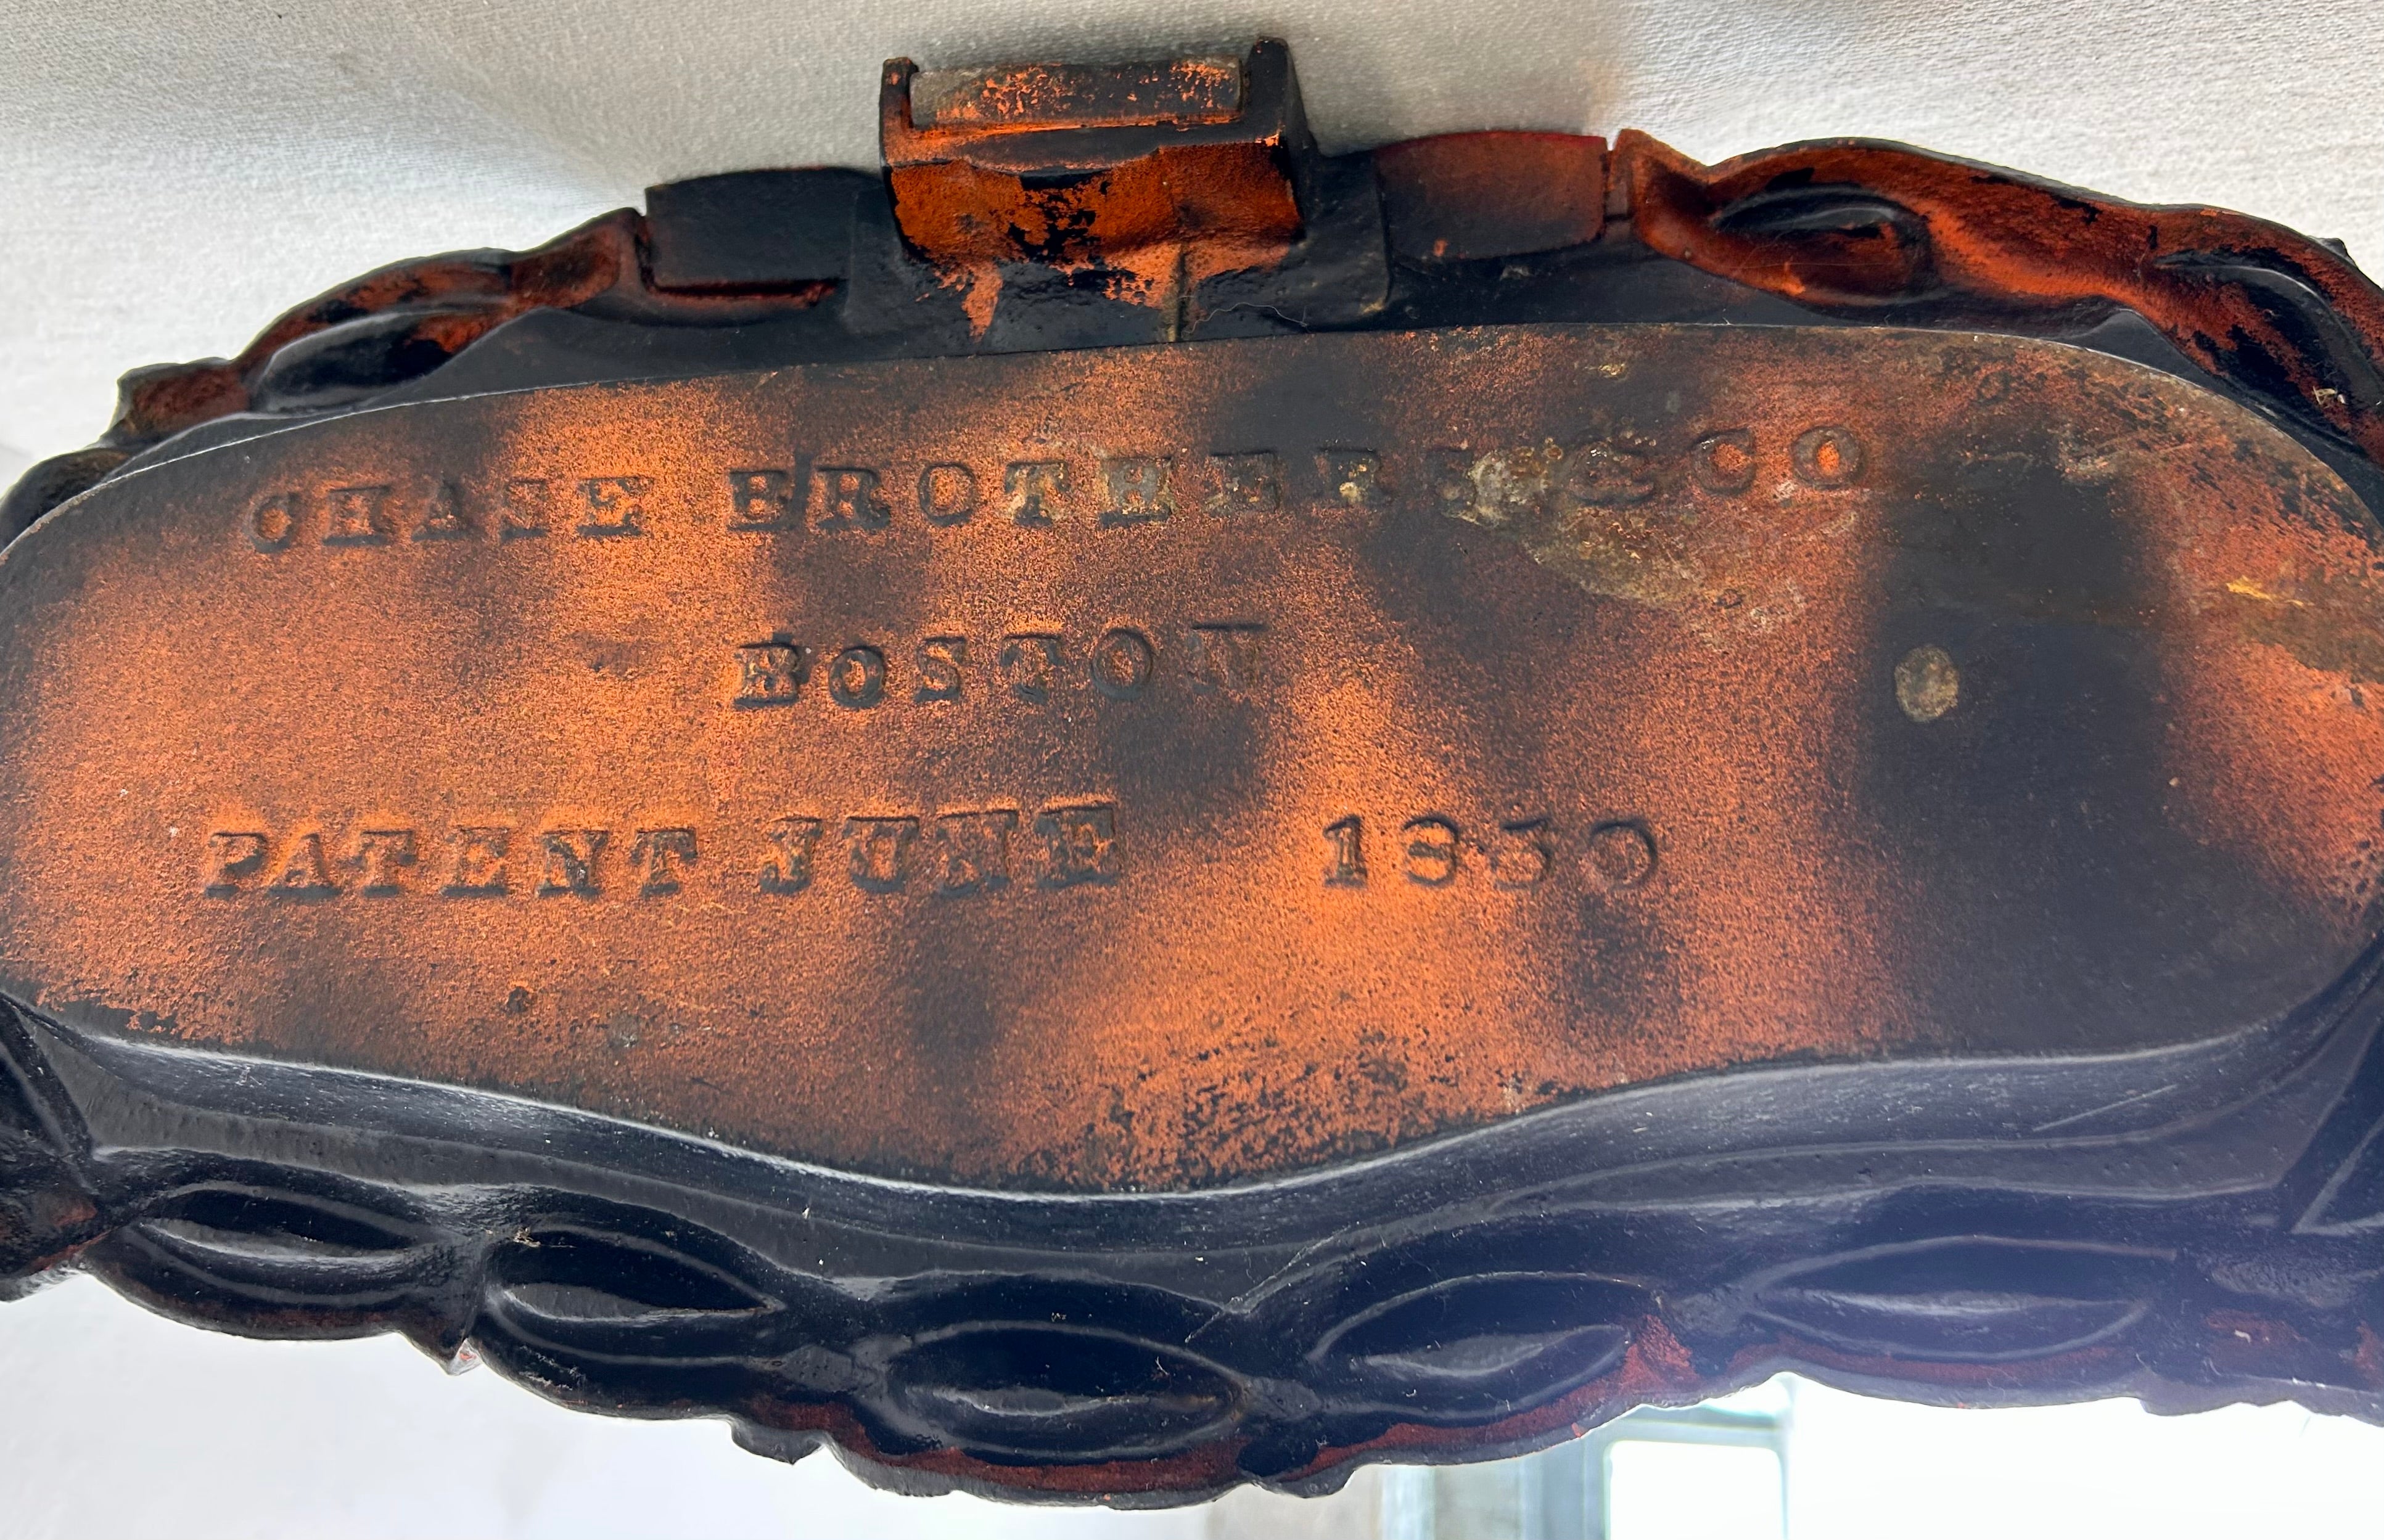 CHASE BROTHERS & CO
BOSTON
PATENT JUNE 1850